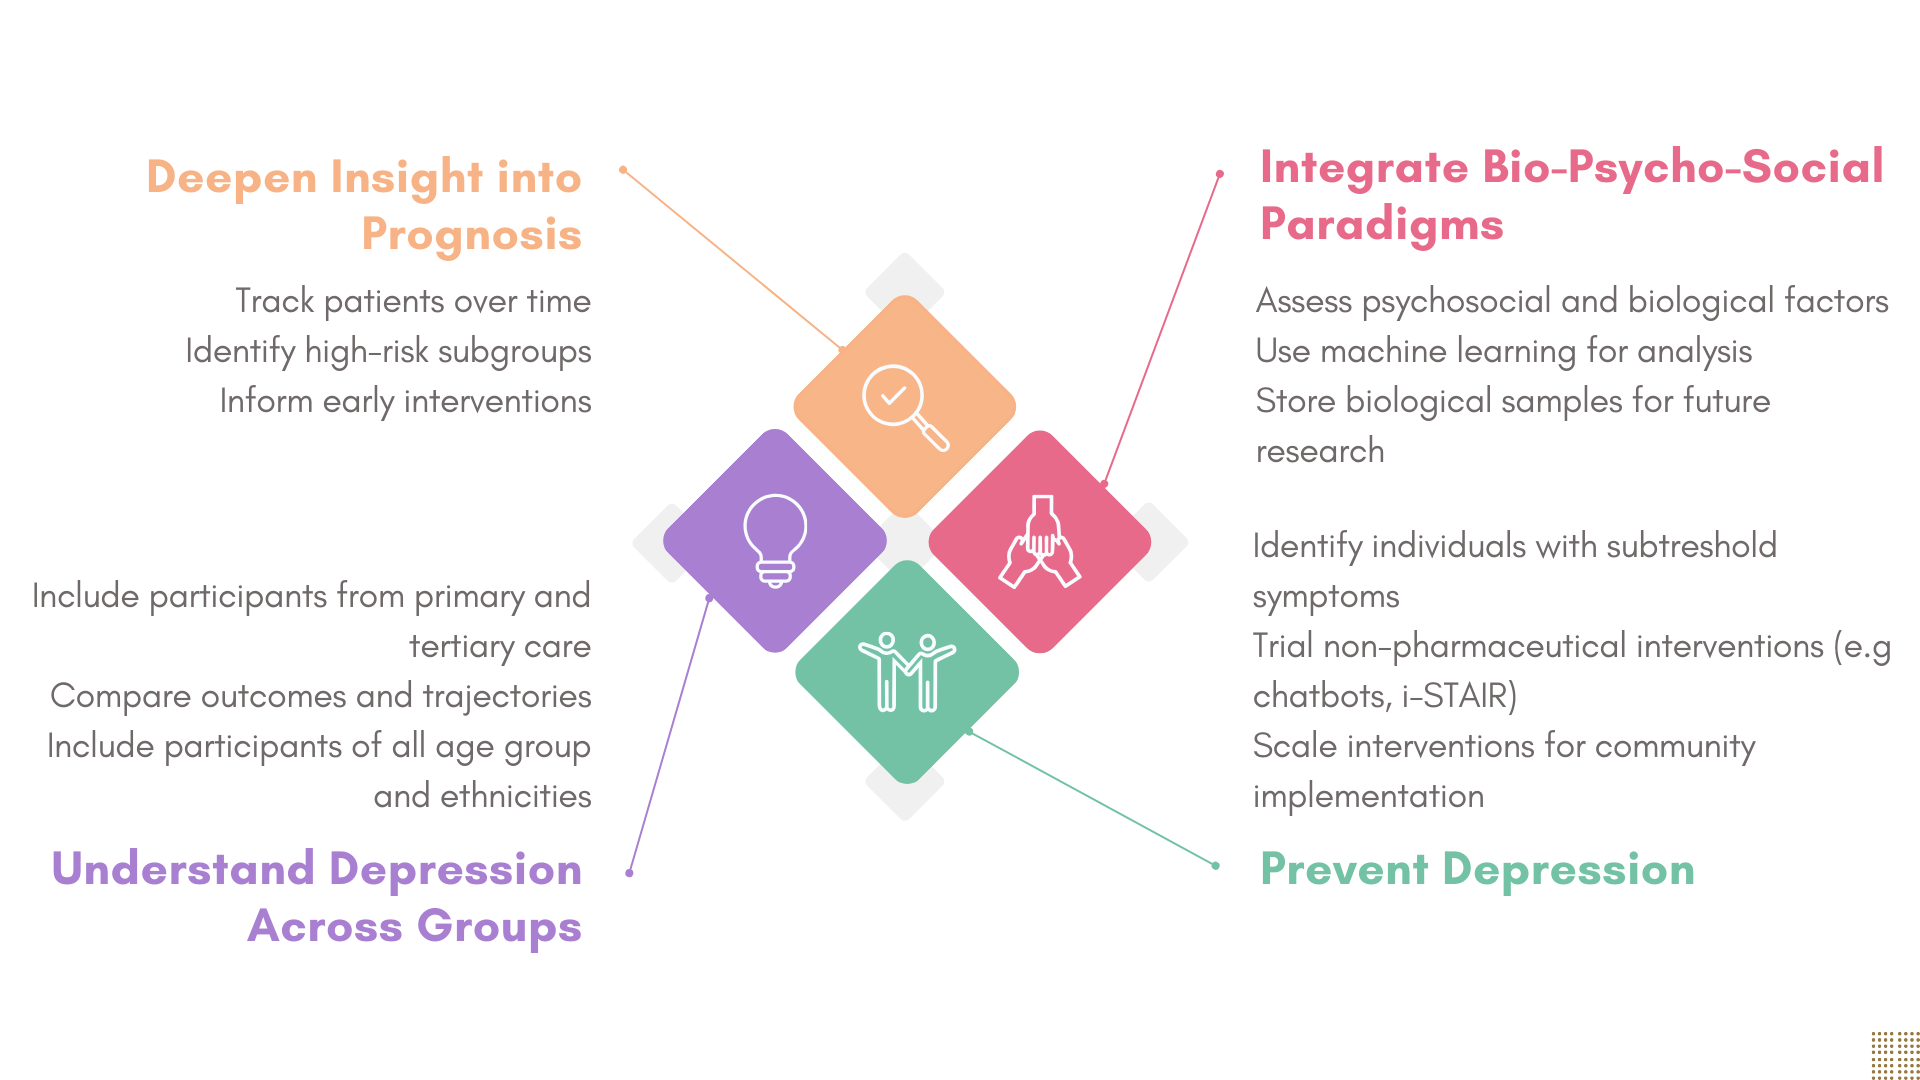 Deepen Insight into
Prognosis
Track patients over time
Identify high-risk subgroups
Inform early interventions
Integrate Bio-Psycho-Social
Paradigms
Assess psychosocial and biological factors
Use machine learning for analysis
Store biological samples for future
research
Include participants from primary and
tertiary care
Compare outcomes and trajectories
Include participants of all age group
and ethnicities
Understand Depression
Across Groups
Identify individuals with subtreshold
symptoms
Trial non-pharmaceutical interventions (e.g
chatbots, i-STAIR)
Scale interventions for community
implementation
Prevent Depression